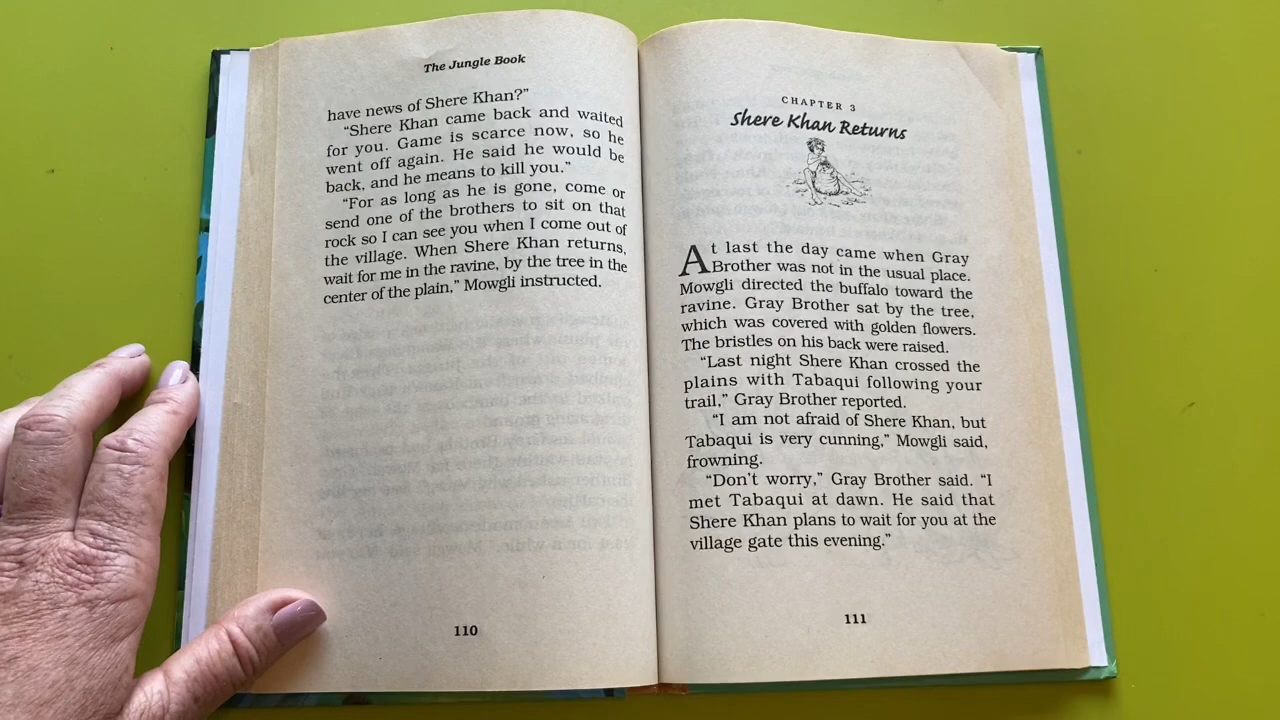 The Jungle Book
have news of Shere Khan?”
“Shere Khan came back and waited
for you. Game is scarce now, so he
went off again. He said he would be
back, and he means to kill you.”
“For as long as he is gone, come or
send one of the brothers to sit on that
rock so I can see you when I come out of
the village. When Shere Khan returns,
wait for me in the ravine, by the tree in the
center of the plain,” Mowgli instructed.
110
CHAPTER 3
Shere Khan Returns
At last the day came when Gray
Brother was not in the usual place.
Mowgli directed the buffalo toward the
ravine. Gray Brother sat by the tree,
which was covered with golden flowers.
The bristles on his back were raised.
“Last night Shere Khan crossed the
plains with Tabaqui following your
trail,” Gray Brother reported.
“I am not afraid of Shere Khan, but
Tabaqui is very cunning,” Mowgli said,
frowning.
“Don’t worry,” Gray Brother said. “I
met Tabaqui at dawn. He said that
Shere Khan plans to wait for you at the
village gate this evening.”
111